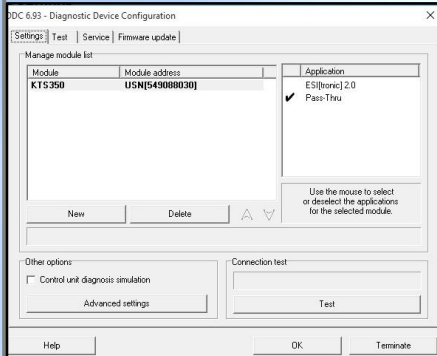 DDC 6.93 - Diagnostic Device Configuration
Settings Test Service Firmware update
Manage module list
Module Module address
KTS350 USN[549088030]
Application
ESI[tronic] 2.0
Pass-Thru
Use the mouse to select
or deselect the applications
for the selected module.
New Delete
Other options
Control unit diagnosis simulation
Advanced settings
Connection test
Test
Help OK Terminate